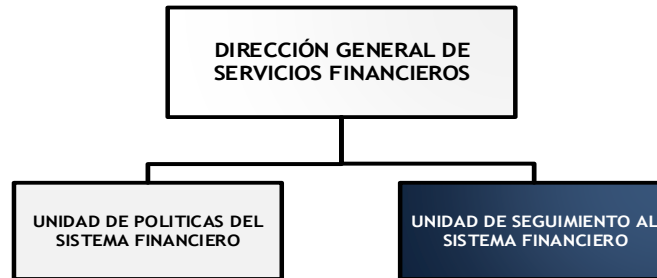 DIRECCIÓN GENERAL DE
SERVICIOS FINANCIEROS
UNIDAD DE POLITICAS DEL
SISTEMA FINANCIERO
UNIDAD DE SEGUIMIENTO AL
SISTEMA FINANCIERO